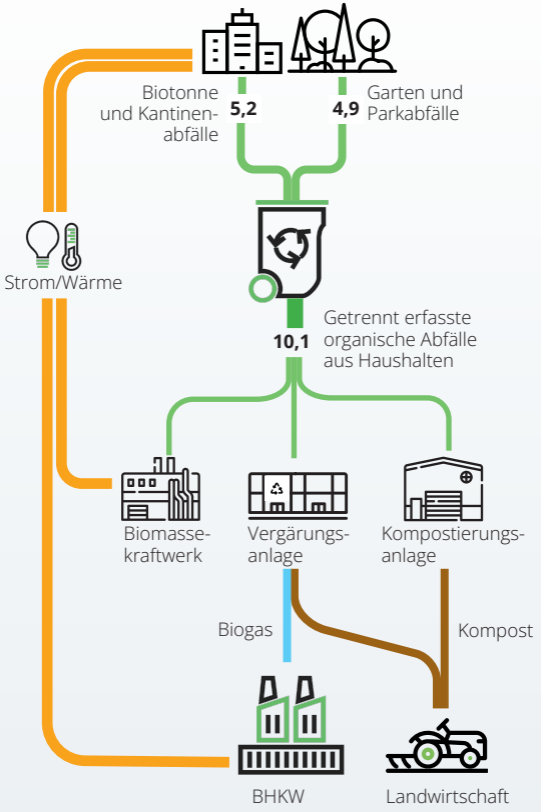 Biotonne
und Kantinen-
abfälle
5,2
4,9
Garten und
Parkabfälle
Strom/Wärme
10,1
Getrennt erfasste
organische Abfälle
aus Haushalten
Biomasse-
kraftwerk
Vergärungs-
anlage
Kompostierungs-
anlage
Biogas
Kompost
BHKW
Landwirtschaft